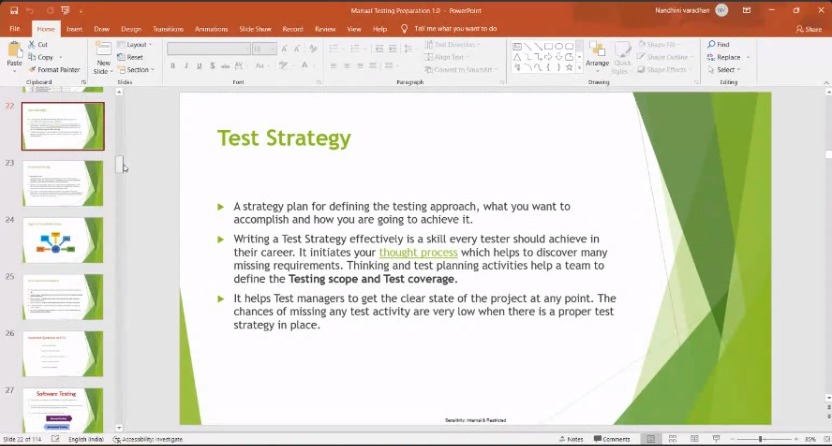 Manual Testing Preparation 1.0 - PowerPoint
Nandhini varadhan
File Home Insert Draw Design Transitions Animations Slide Show Record Review View Help Tell me what you want to do Share
Paste
Cut
Copy
Format Painter
Clipboard
New Slide
Layout
Reset
Section
Slides
Font
Text Direction
Align Text
Convert to SmartArt
Paragraph
Arrange
Quick Styles
Shape Fill
Shape Outline
Shape Effects
Drawing
Find
Replace
Select
Editing
22
23
24
25
26
27
Software Testing
Test Strategy
A strategy plan for defining the testing approach, what you want to
accomplish and how you are going to achieve it.
Writing a Test Strategy effectively is a skill every tester should achieve in
their career. It initiates your thought process which helps to discover many
missing requirements. Thinking and test planning activities help a team to
define the Testing scope and Test coverage.
It helps Test managers to get the clear state of the project at any point. The
chances of missing any test activity are very low when there is a proper test
strategy in place.
Sensitivity: Internal & Restricted
Slide 22 of 114 English (India) Accessibility: Investigate Notes Comments 85%